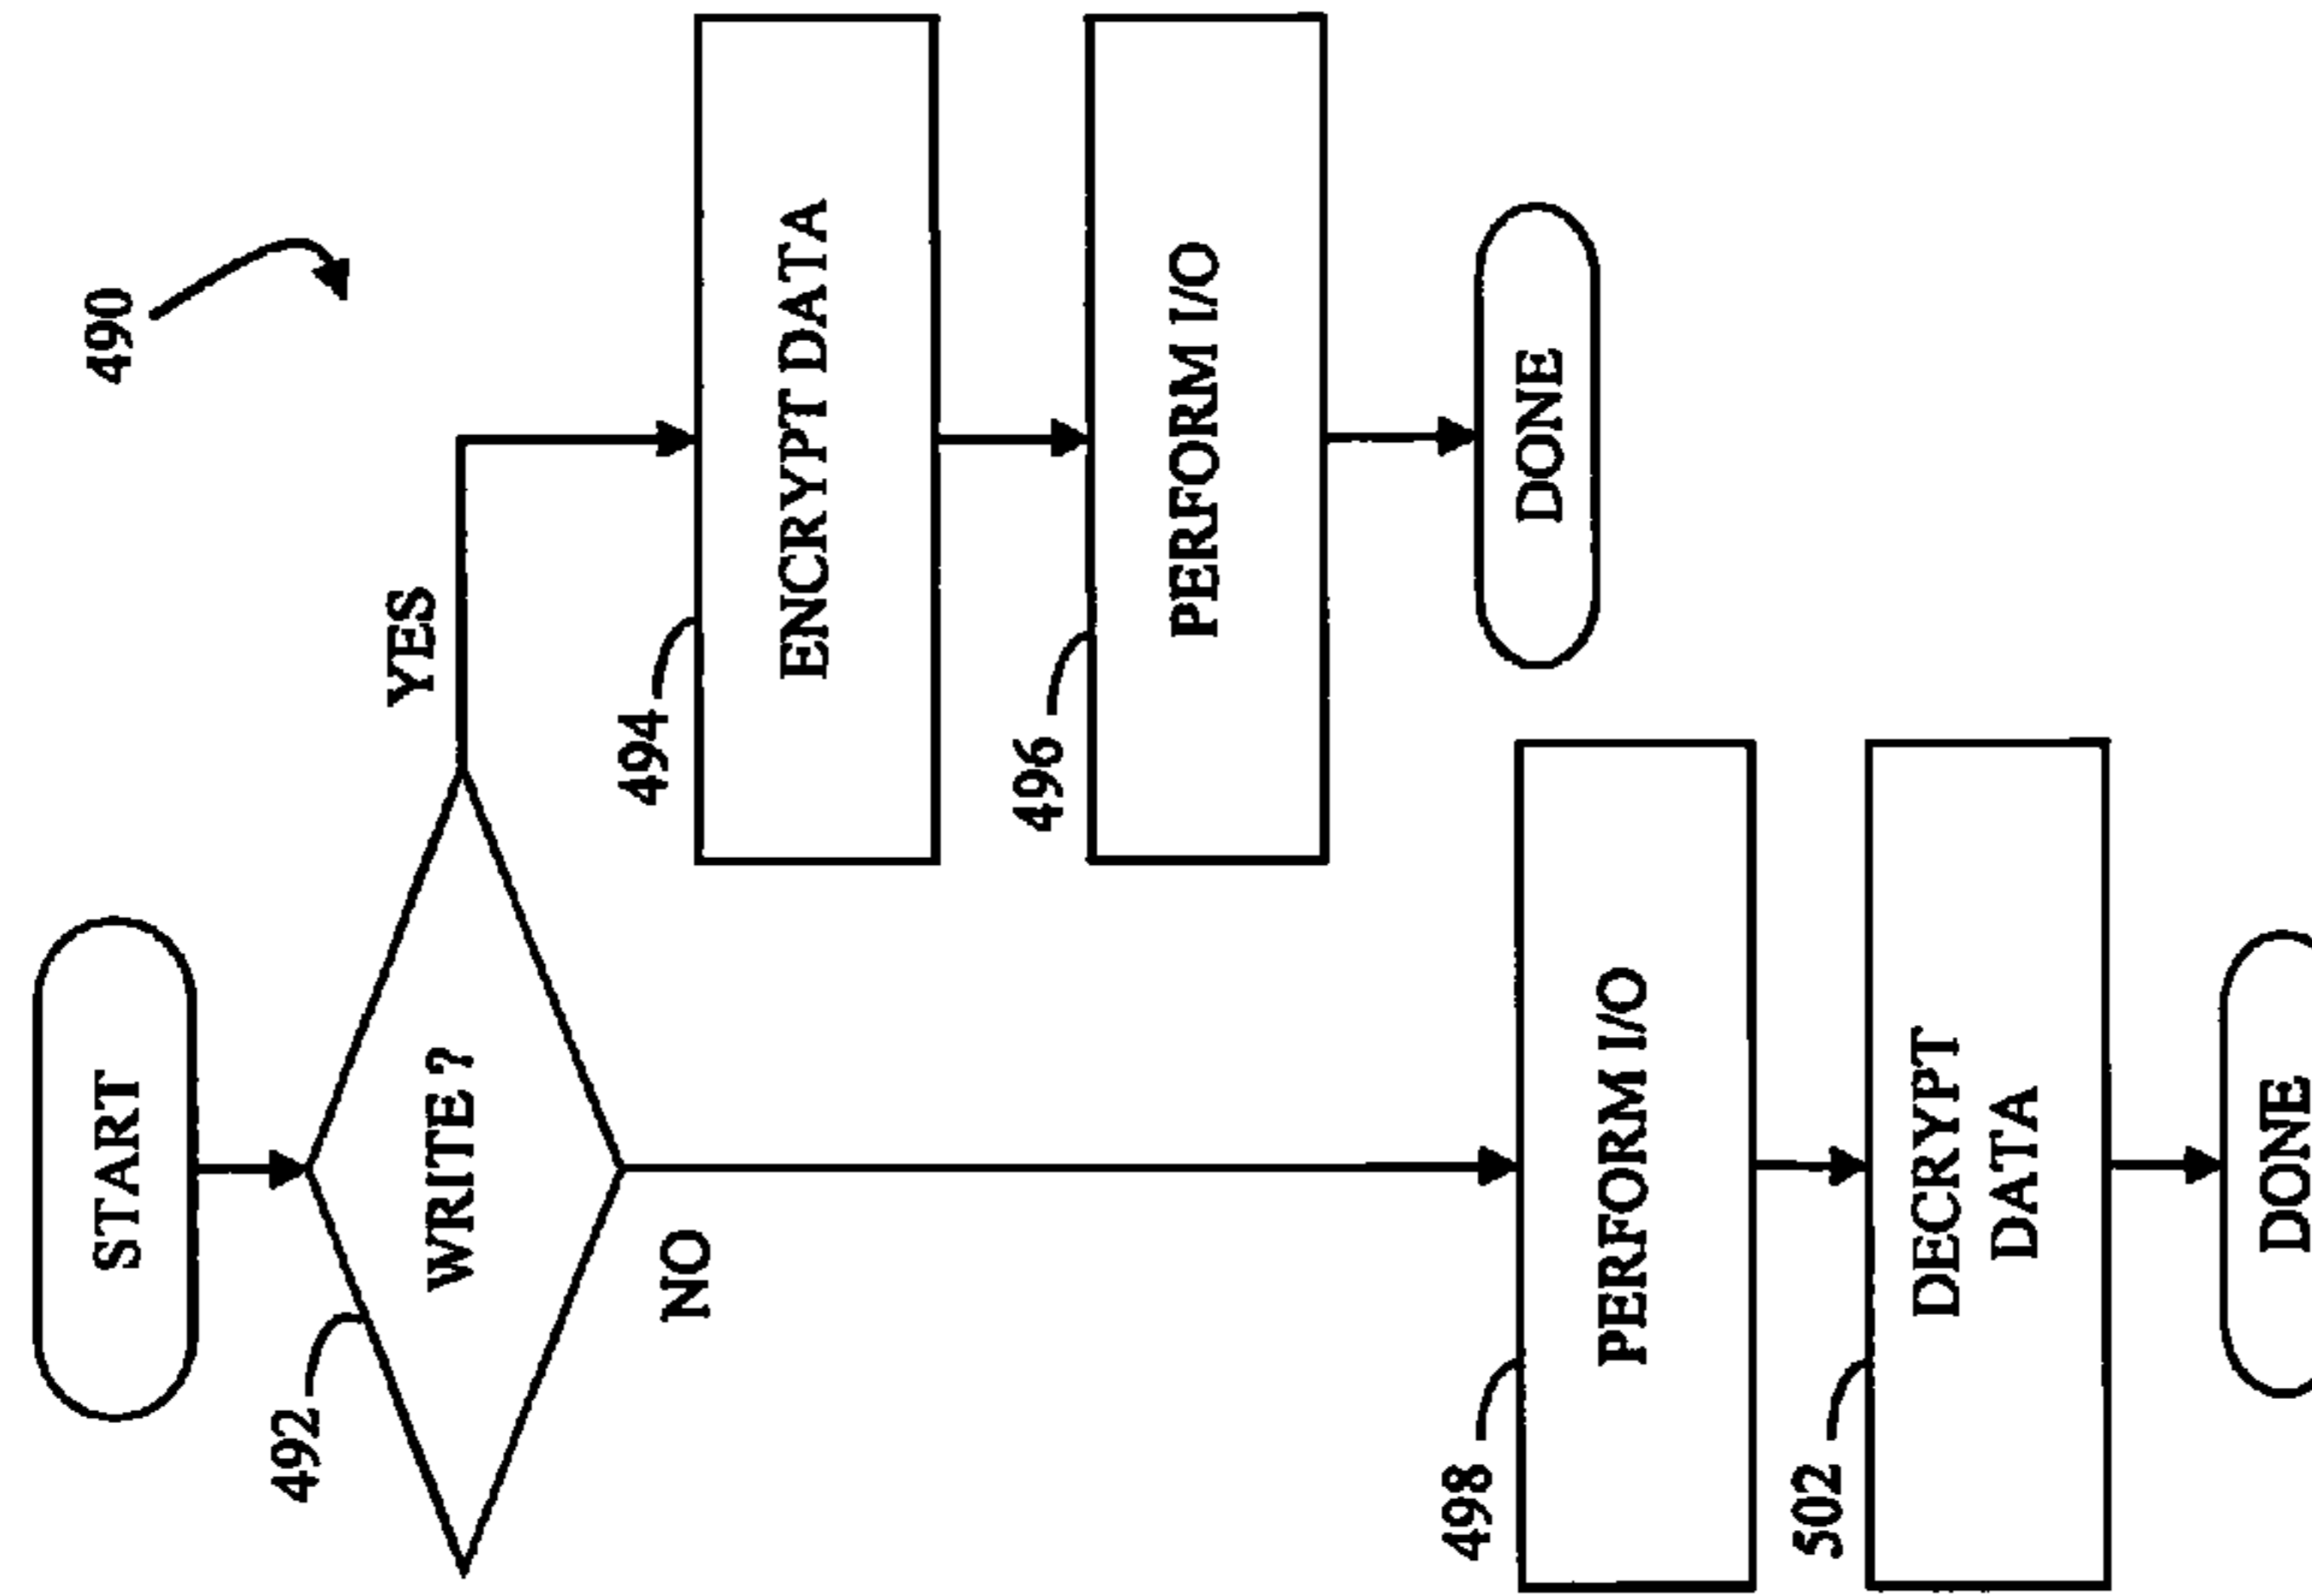 490
START
492
WRITE ?
YES
NO
494
ENCRYPT DATA
496
PERFORM I/O
DONE
498
PERFORM I/O
502
DECRYPT
DATA
DONE